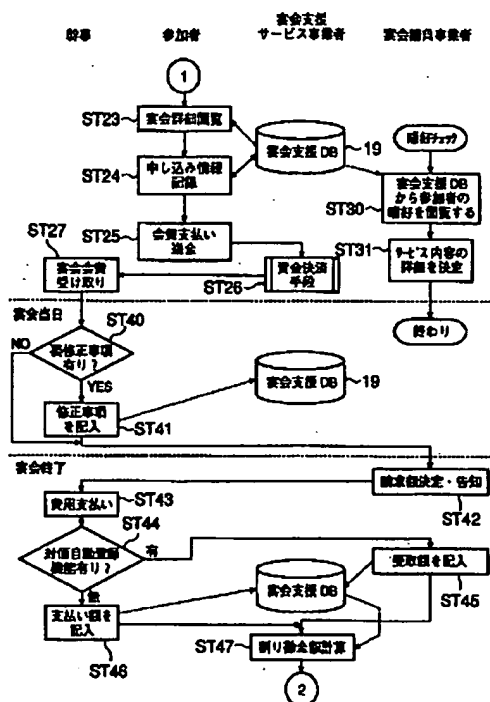 幹事
参加者
宴会支援
サービス事業者
宴会請負事業者
1
ST23
宴会詳細閲覧
宴会支援 DB
19
嗜好チェック
ST24
申し込み情報
記録
宴会支援 DB
から参加者の
嗜好を閲覧する
ST30
ST25
会費支払い
送金
ST27
宴会会費
受け取り
ST26
資金決済
手段
ST31
サービス内容の
詳細を決定
終わり
宴会当日
ST40
NO
要修正事項
有り?
YES
宴会支援 DB
19
修正事項
を記入
ST41
宴会終了
請求額決定・告知
ST42
費用支払い
ST43
ST44
対価自動登録
機能有り?
有
無
受取額を記入
ST45
宴会支援 DB
支払い額を
記入
ST46
ST47
割り勘金額計算
2